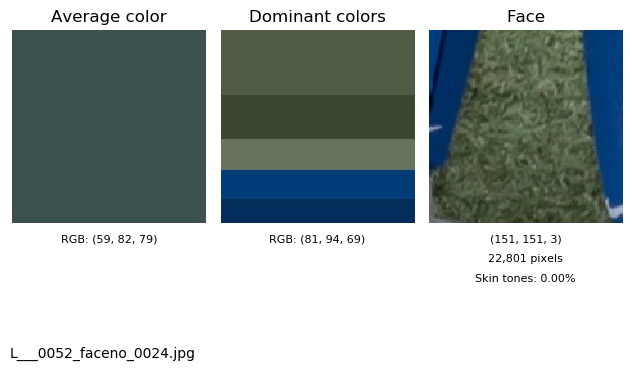 Average color
Dominant colors
Face
RGB: (59, 82, 79)
RGB: (81, 94, 69)
(151, 151, 3)
22,801 pixels
Skin tones: 0.00%
L___0052_faceno_0024.jpg